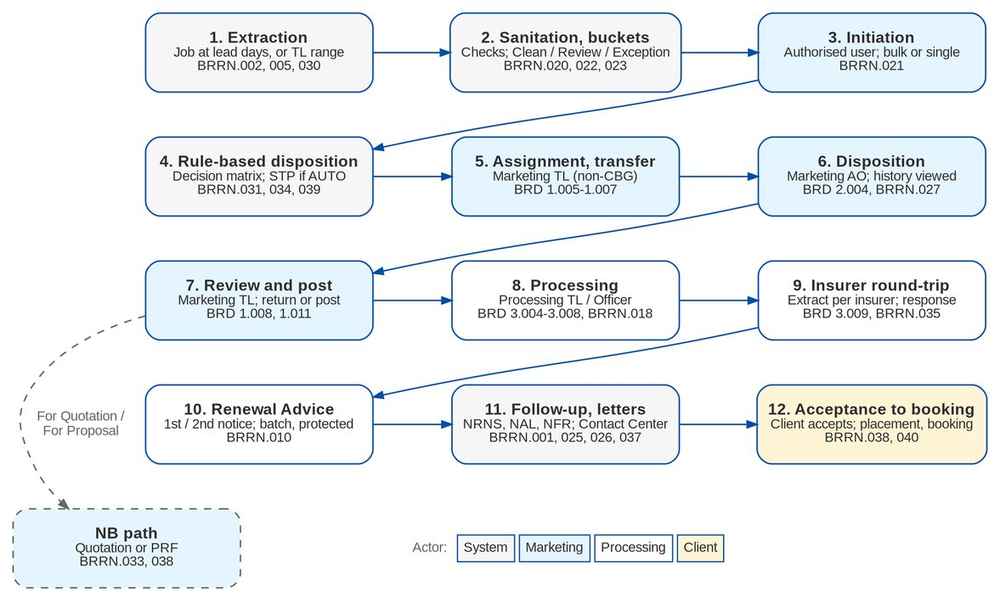 1. Extraction
Job at lead days, or TL range
BRRN.002, 005, 030
2. Sanitation, buckets
Checks; Clean / Review / Exception
BRRN.020, 022, 023
3. Initiation
Authorised user; bulk or single
BRRN.021
4. Rule-based disposition
Decision matrix; STP if AUTO
BRRN.031, 034, 039
5. Assignment, transfer
Marketing TL (non-CBG)
BRD 1.005-1.007
6. Disposition
Marketing AO; history viewed
BRD 2.004, BRRN.027
7. Review and post
Marketing TL; return or post
BRD 1.008, 1.011
8. Processing
Processing TL / Officer
BRD 3.004-3.008, BRRN.018
9. Insurer round-trip
Extract per insurer; response
BRD 3.009, BRRN.035
For Quotation /
For Proposal
10. Renewal Advice
1st / 2nd notice; batch, protected
BRRN.010
11. Follow-up, letters
NRNS, NAL, NFR; Contact Center
BRRN.001, 025, 026, 037
12. Acceptance to booking
Client accepts; placement, booking
BRRN.038, 040
NB path
Quotation or PRF
BRRN.033, 038
Actor: System Marketing Processing Client